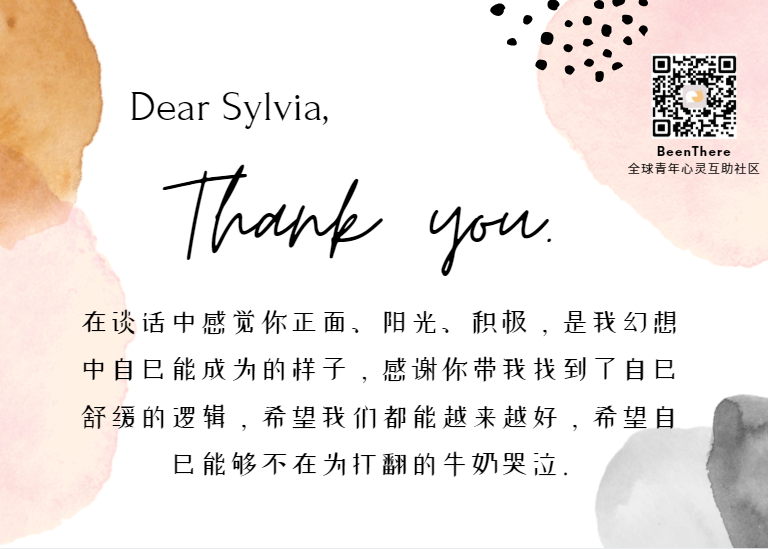 Dear Sylvia,
BeenThere
全球青年心灵互助社区
Thank you.
在谈话中感觉你正面、阳光、积极，是我幻想
中自已能成为的样子，感谢你带我找到了自已
舒缓的逻辑，希望我们都能越来越好，希望自
已能够不在为打翻的牛奶哭泣.